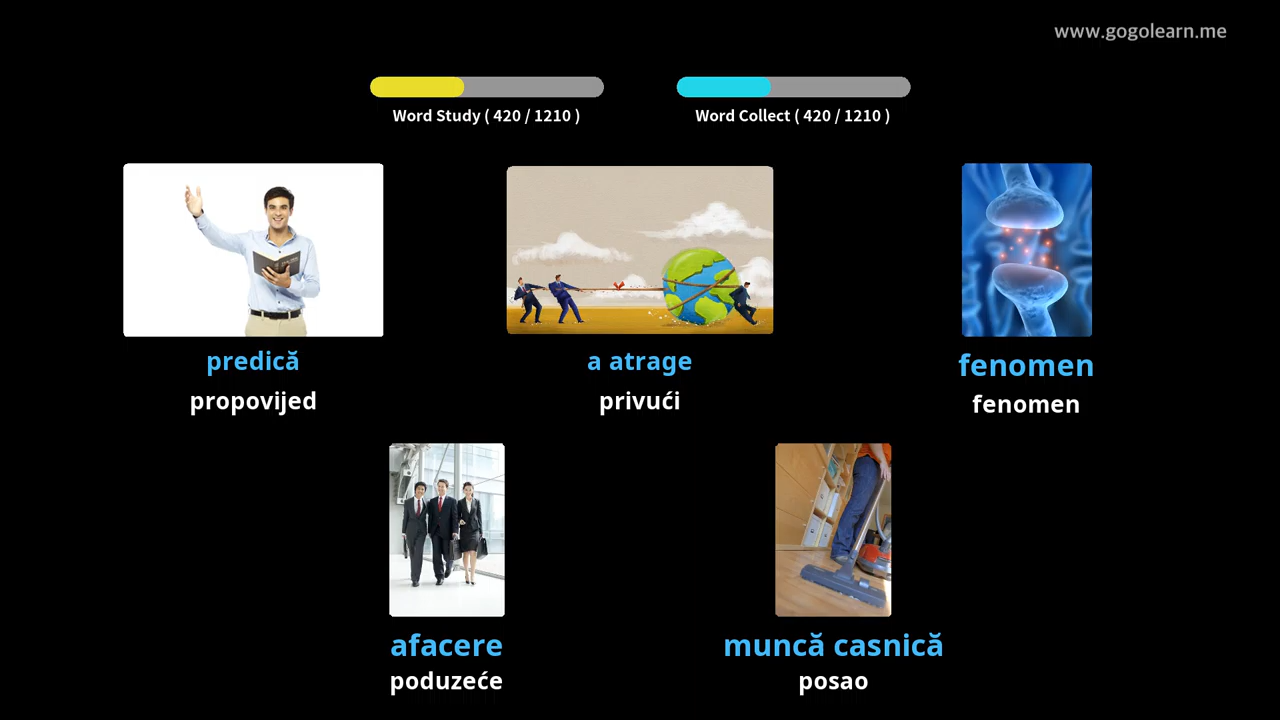 www.gogolearn.me
Word Study ( 420 / 1210 )
Word Collect ( 420 / 1210 )
predică
propovijed
a atrage
privući
fenomen
fenomen
afacere
poduzeće
muncă casnică
posao